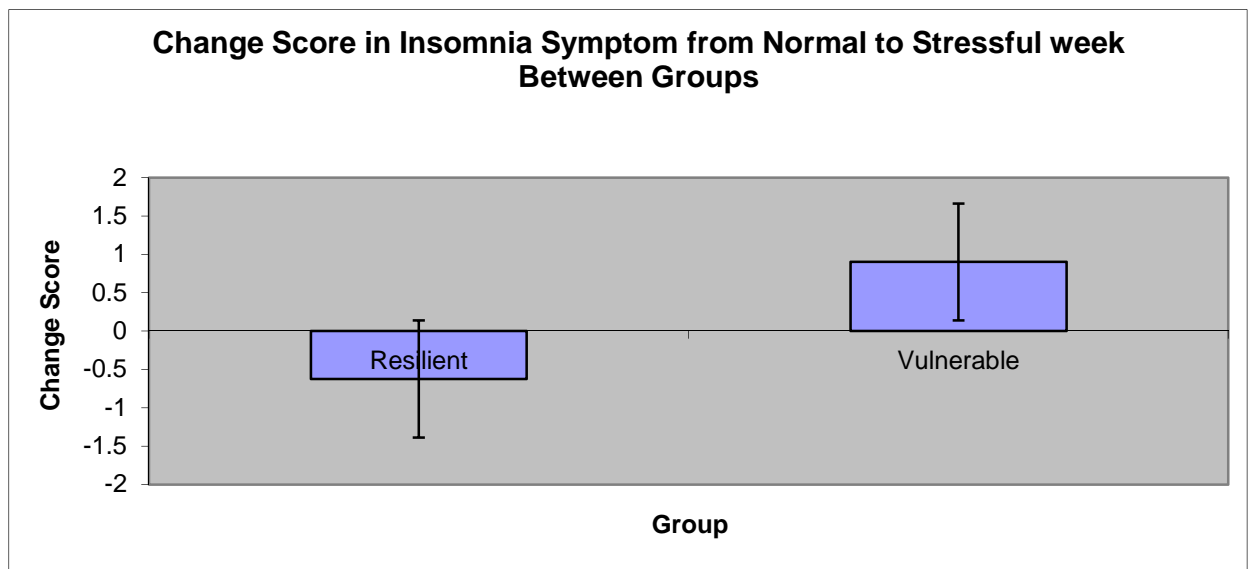 Change Score in Insomnia Symptom from Normal to Stressful week
Between Groups
2
1.5
1
0.5
0
-0.5
-1
-1.5
-2
Change Score
Resilient
Vulnerable
Group